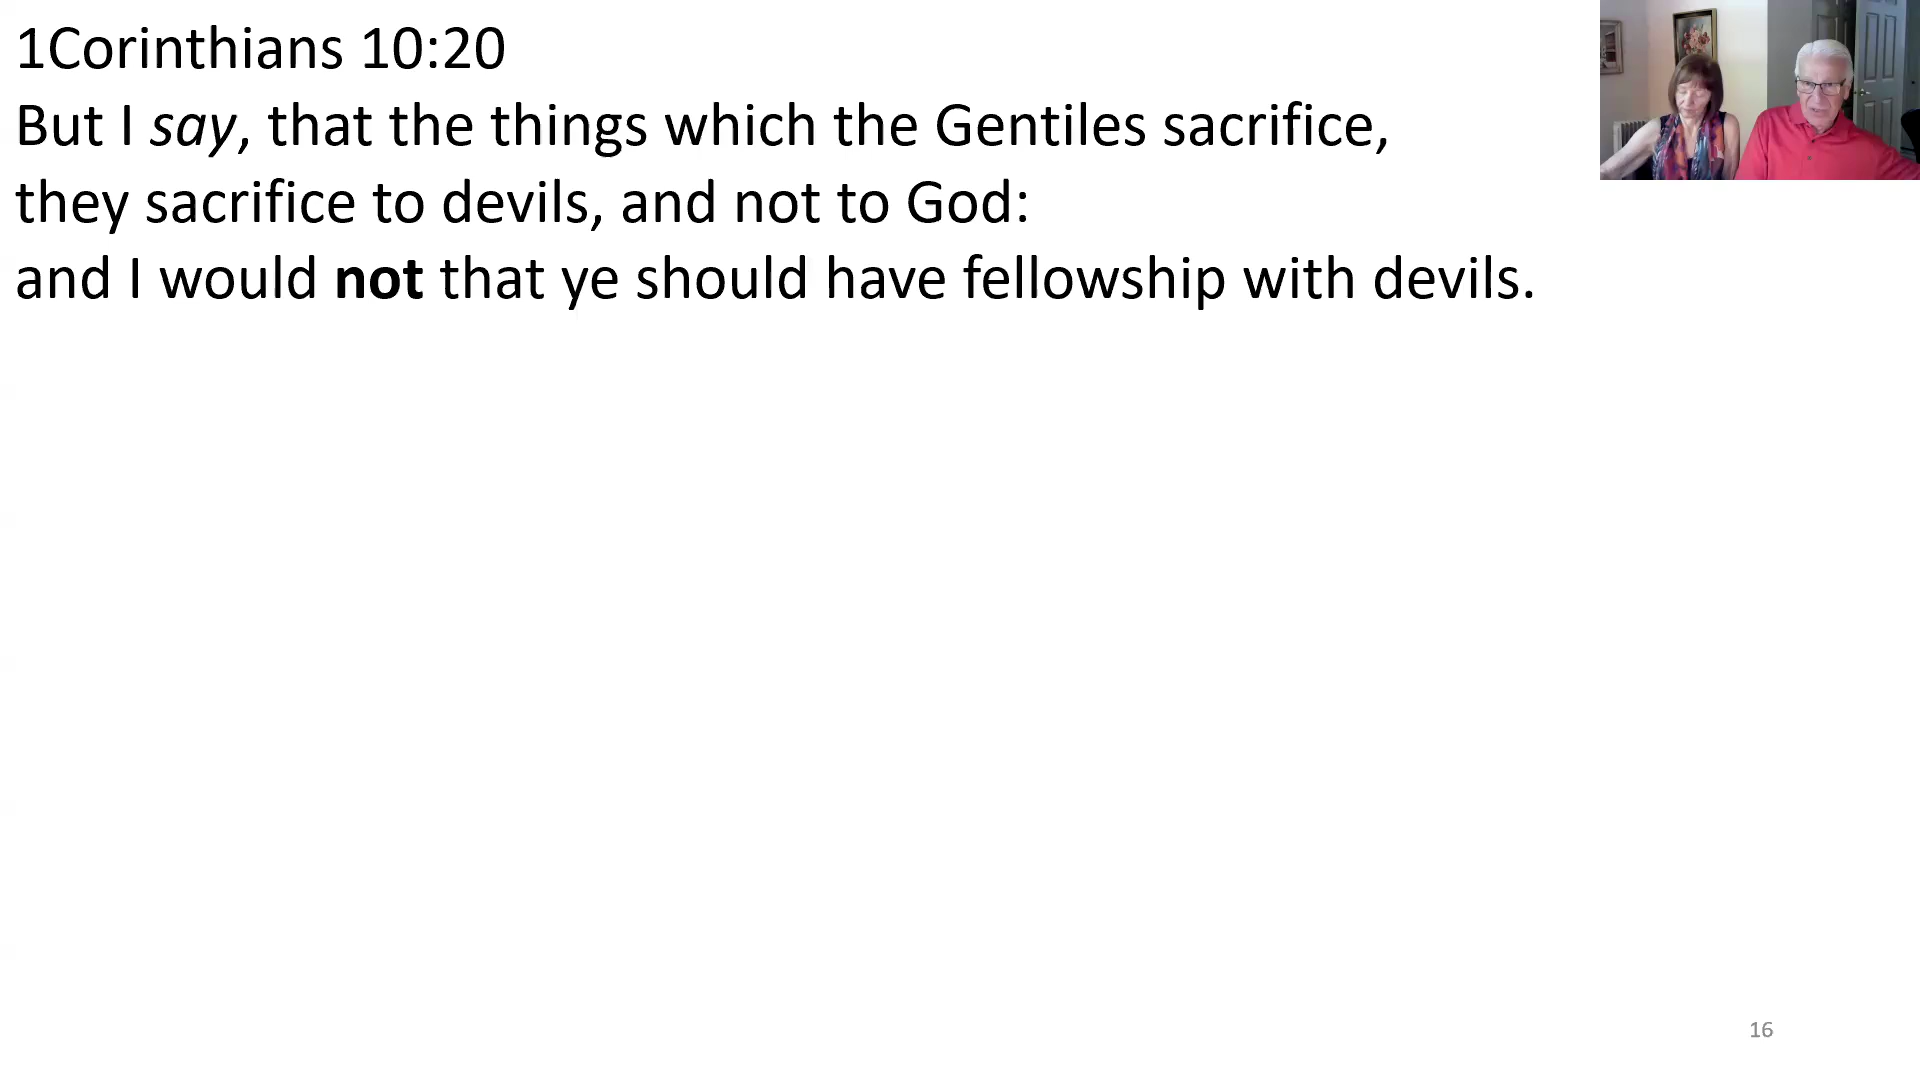 1Corinthians 10:20
But I say, that the things which the Gentiles sacrifice,
they sacrifice to devils, and not to God:
and I would not that ye should have fellowship with devils.
16